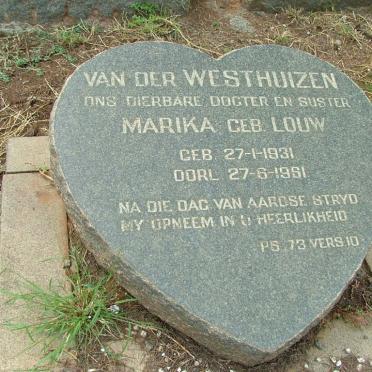 VAN DER WESTHUIZEN
ONS DIERBARE DOGTER EN SUSTER
MARIKA GEB. LOUW
GEB. 27-1-1931
OORL. 27-6-1961
NA DIE DAG VAN AARDSE STRYD
MY OPNEEM IN U HEERLIKHEID
PS. 73 VERS 10